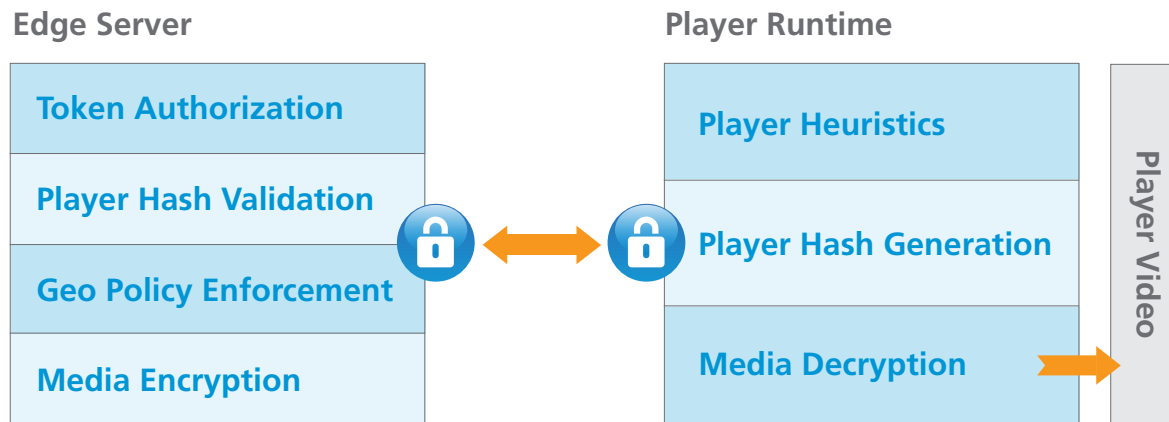 Edge Server
Token Authorization
Player Hash Validation
Geo Policy Enforcement
Media Encryption
Player Runtime
Player Heuristics
Player Hash Generation
Media Decryption
Player Video